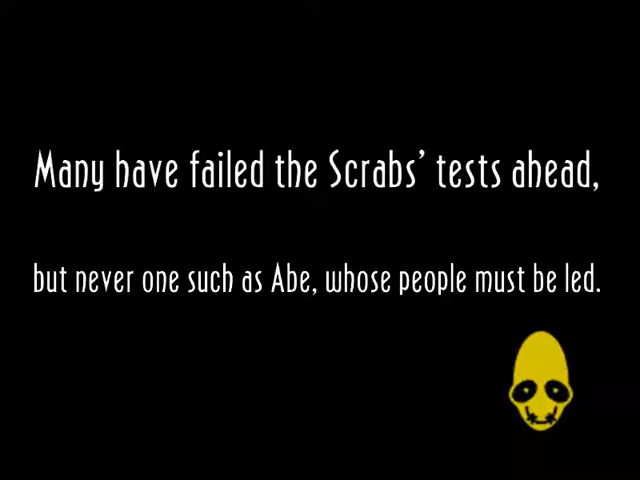 Many have failed the Scrabs’ tests ahead,
but never one such as Abe, whose people must be led.